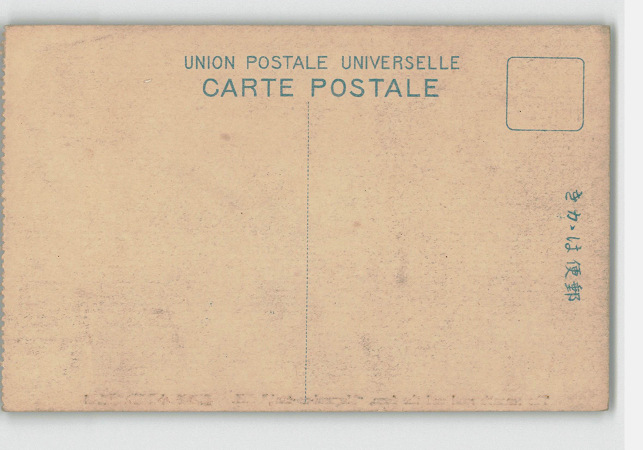 UNION POSTALE UNIVERSELLE
CARTE POSTALE
郵便はがき